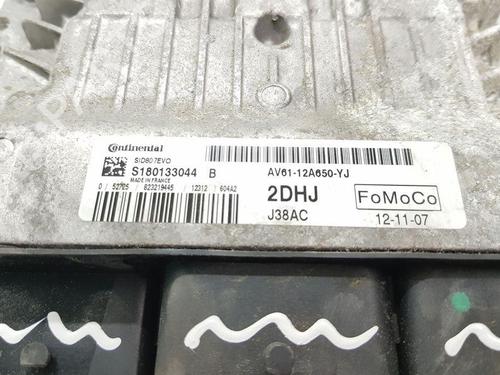 Continental
SID807EVO
S180133044 B AV61-12A650-YJ
MADE IN FRANCE
0 / 52705 / 823219445 / 12312 604A2
2DHJ FoMoCo
J38AC 12-11-07